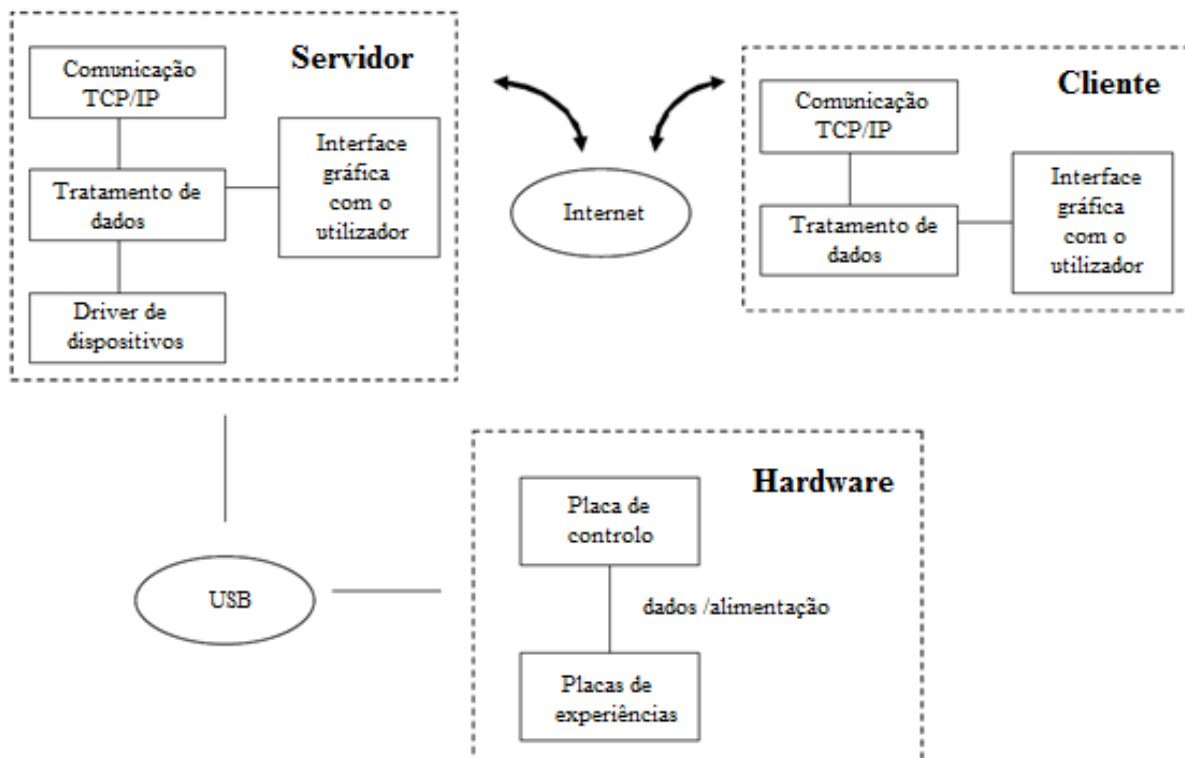 Servidor
Comunicação
TCP/IP
Tratamento de
dados
Interface
gráfica
com o
utilizador
Driver de
dispositivos
Internet
Cliente
Comunicação
TCP/IP
Tratamento de
dados
Interface
gráfica
com o
utilizador
USB
Hardware
Placa de
controlo
dados /alimentação
Placas de
experiências